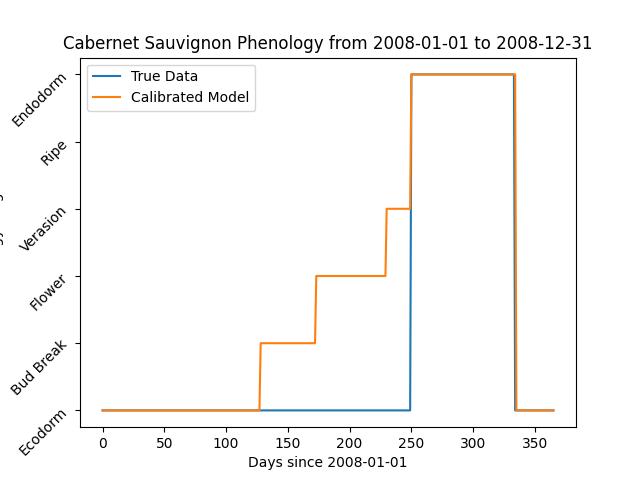 Cabernet Sauvignon Phenology from 2008-01-01 to 2008-12-31
True Data
Calibrated Model
Endodorm
Ripe
Verasion
Flower
Bud Break
Ecodorm
0 50 100 150 200 250 300 350
Days since 2008-01-01